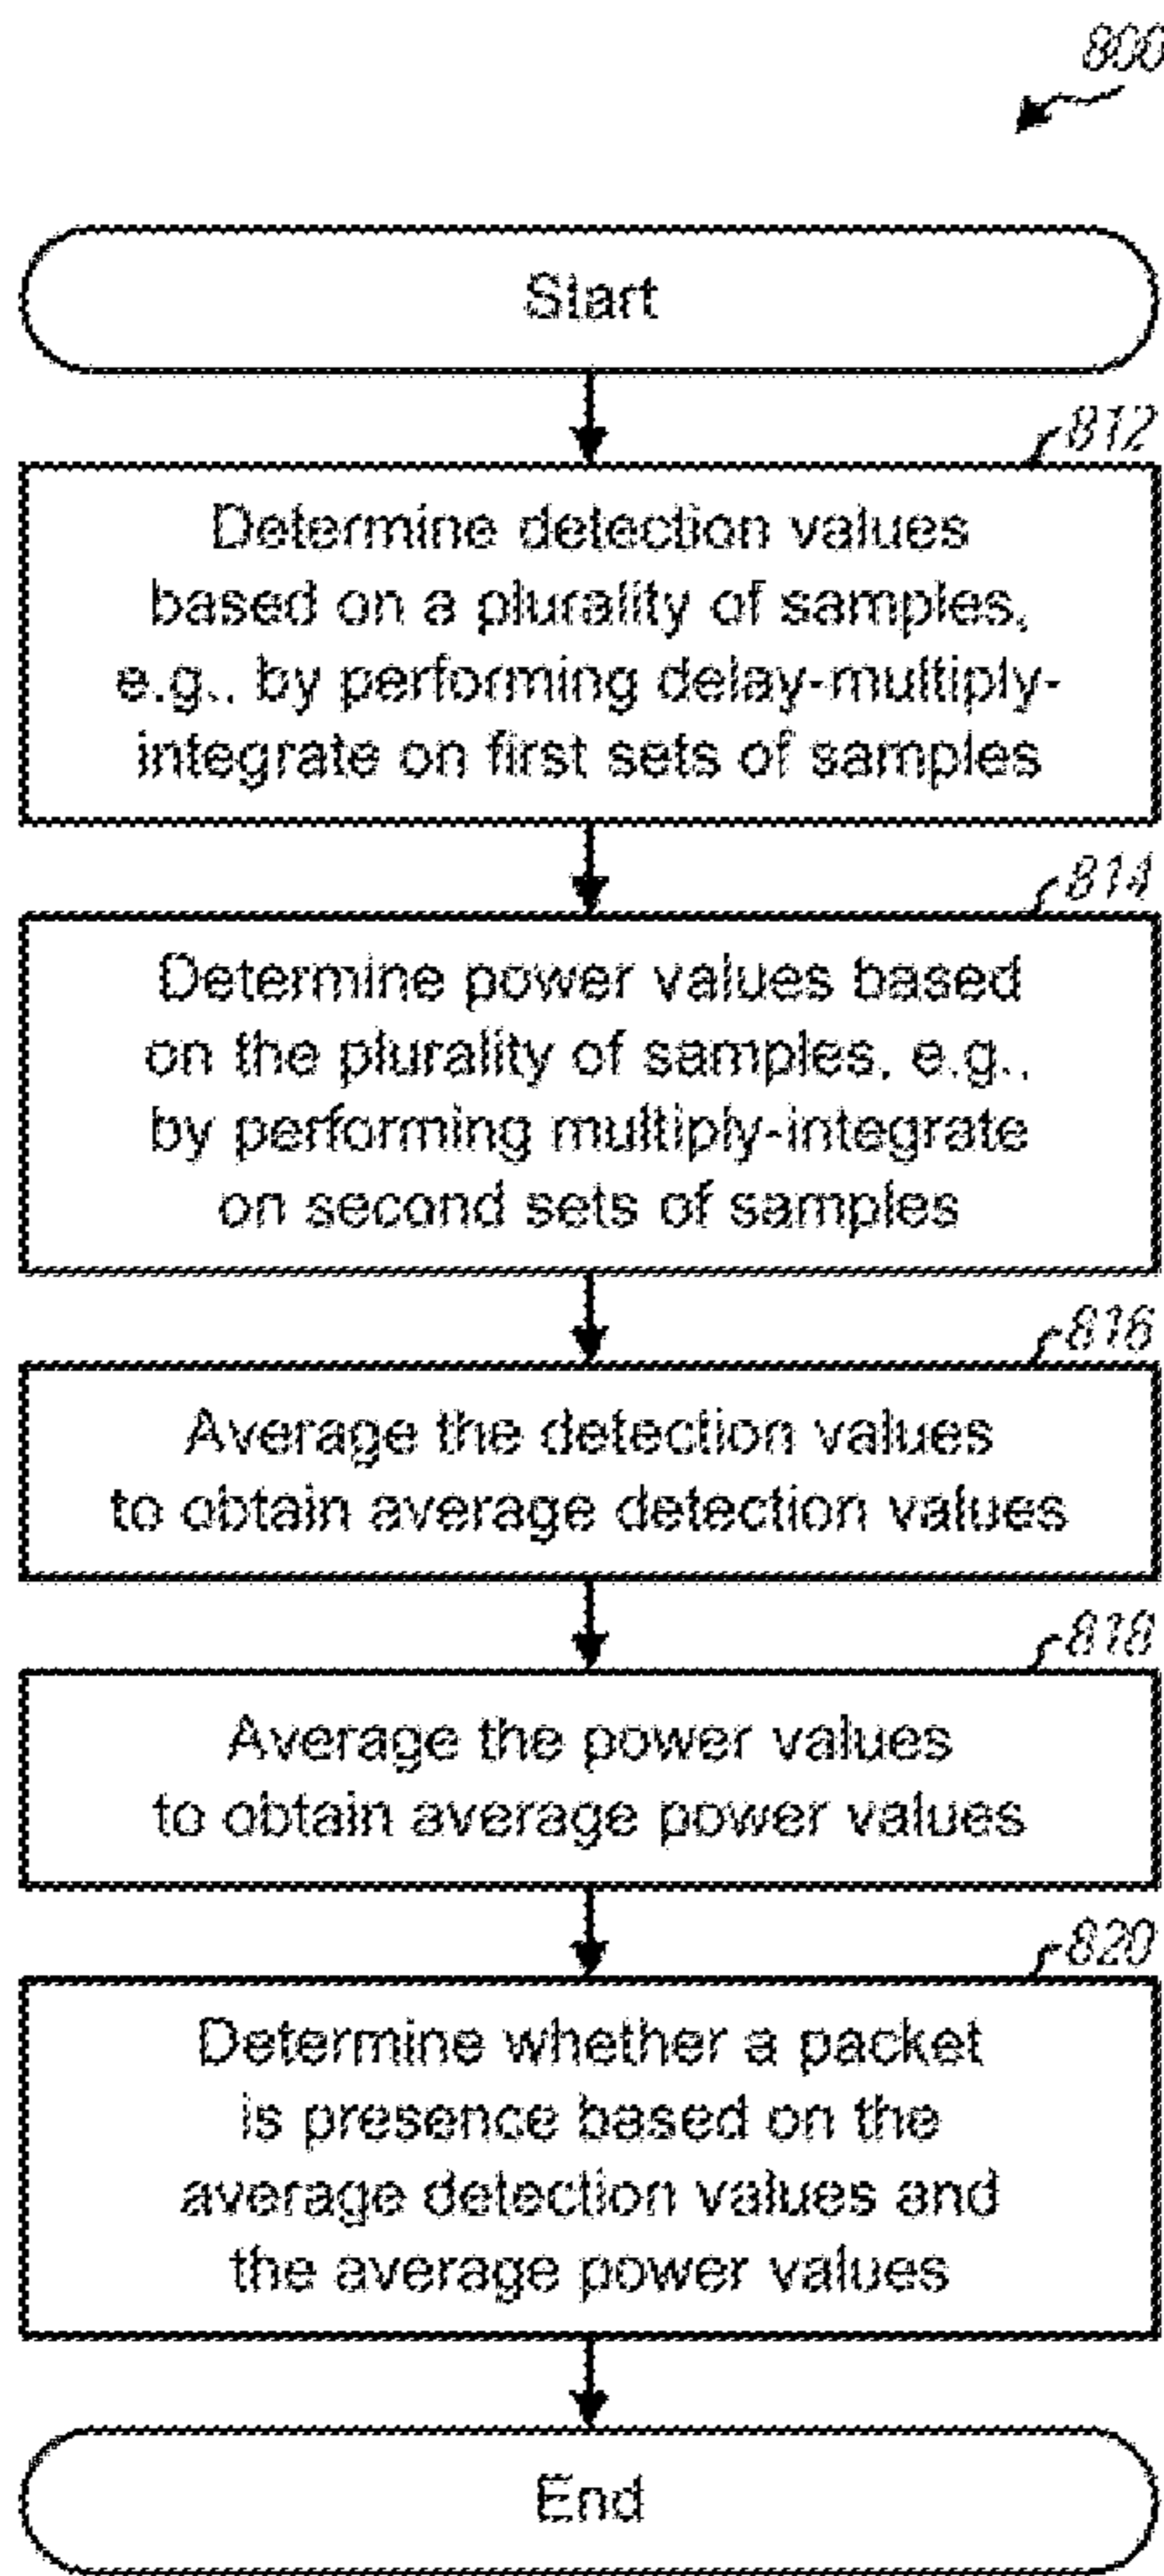 800
Start
812
Determine detection values
based on a plurality of samples,
e.g., by performing delay-multiply-
integrate on first sets of samples
814
Determine power values based
on the plurality of samples, e.g.,
by performing multiply-integrate
on second sets of samples
816
Average the detection values
to obtain average detection values
818
Average the power values
to obtain average power values
820
Determine whether a packet
is presence based on the
average detection values and
the average power values
End